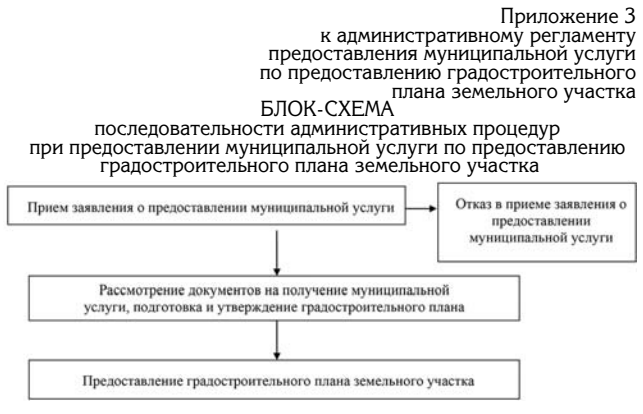 Приложение 3
к административному регламенту
предоставления муниципальной услуги
по предоставлению градостроительного
плана земельного участка
БЛОК-СХЕМА
последовательности административных процедур
при предоставлении муниципальной услуги по предоставлению
градостроительного плана земельного участка
Прием заявления о предоставлении муниципальной услуги
Отказ в приеме заявления о
предоставлении
муниципальной услуги
Рассмотрение документов на получение муниципальной
услуги, подготовка и утверждение градостроительного плана
Предоставление градостроительного плана земельного участка